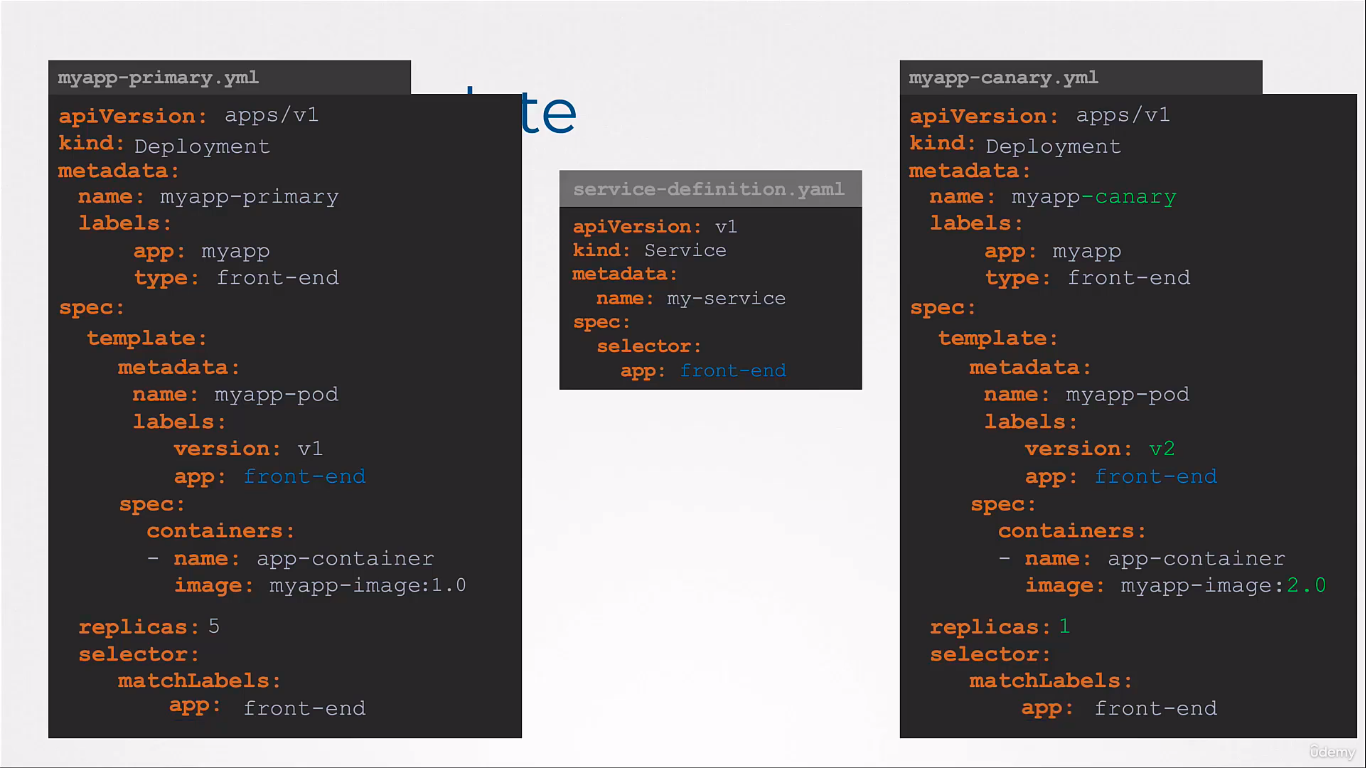 myapp-primary.yml
apiVersion: apps/v1
kind: Deployment
metadata:
name: myapp-primary
labels:
app: myapp
type: front-end
spec:
template:
metadata:
name: myapp-pod
labels:
version: v1
app: front-end
spec:
containers:
- name: app-container
image: myapp-image:1.0
replicas: 5
selector:
matchLabels:
app: front-end
service-definition.yaml
apiVersion: v1
kind: Service
metadata:
name: my-service
spec:
selector:
app: front-end
myapp-canary.yml
apiVersion: apps/v1
kind: Deployment
metadata:
name: myapp-canary
labels:
app: myapp
type: front-end
spec:
template:
metadata:
name: myapp-pod
labels:
version: v2
app: front-end
spec:
containers:
- name: app-container
image: myapp-image:2.0
replicas: 1
selector:
matchLabels:
app: front-end
ûdemy